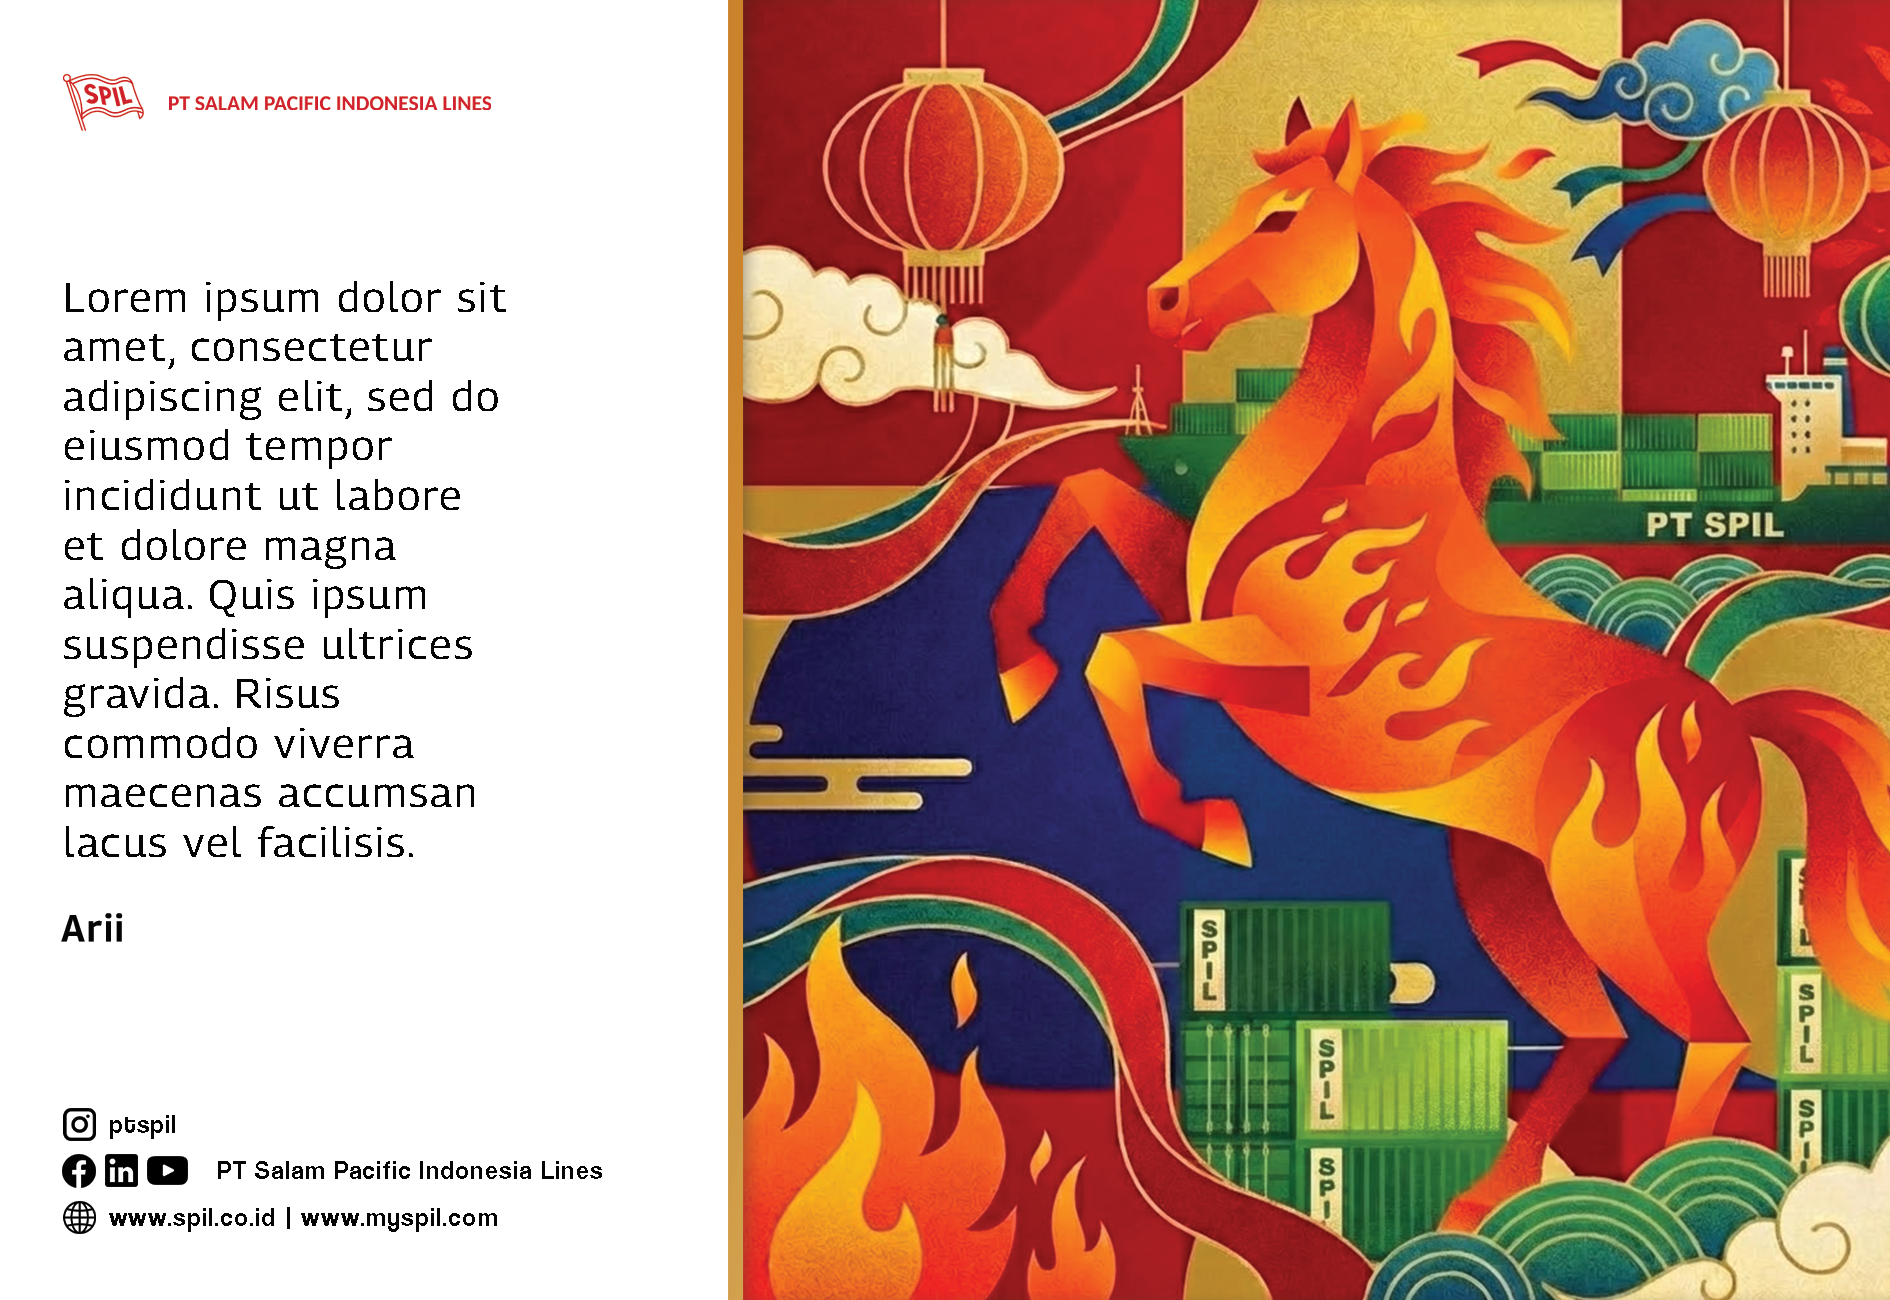 SPIL
PT SALAM PACIFIC INDONESIA LINES
Lorem ipsum dolor sit
amet, consectetur
adipiscing elit, sed do
eiusmod tempor
incididunt ut labore
et dolore magna
aliqua. Quis ipsum
suspendisse ultrices
gravida. Risus
commodo viverra
maecenas accumsan
lacus vel facilisis.
Arii
ptspil
PT Salam Pacific Indonesia Lines
www.spil.co.id | www.myspil.com
PT SPIL
SPIL
SPIL
SPIL
SPIL